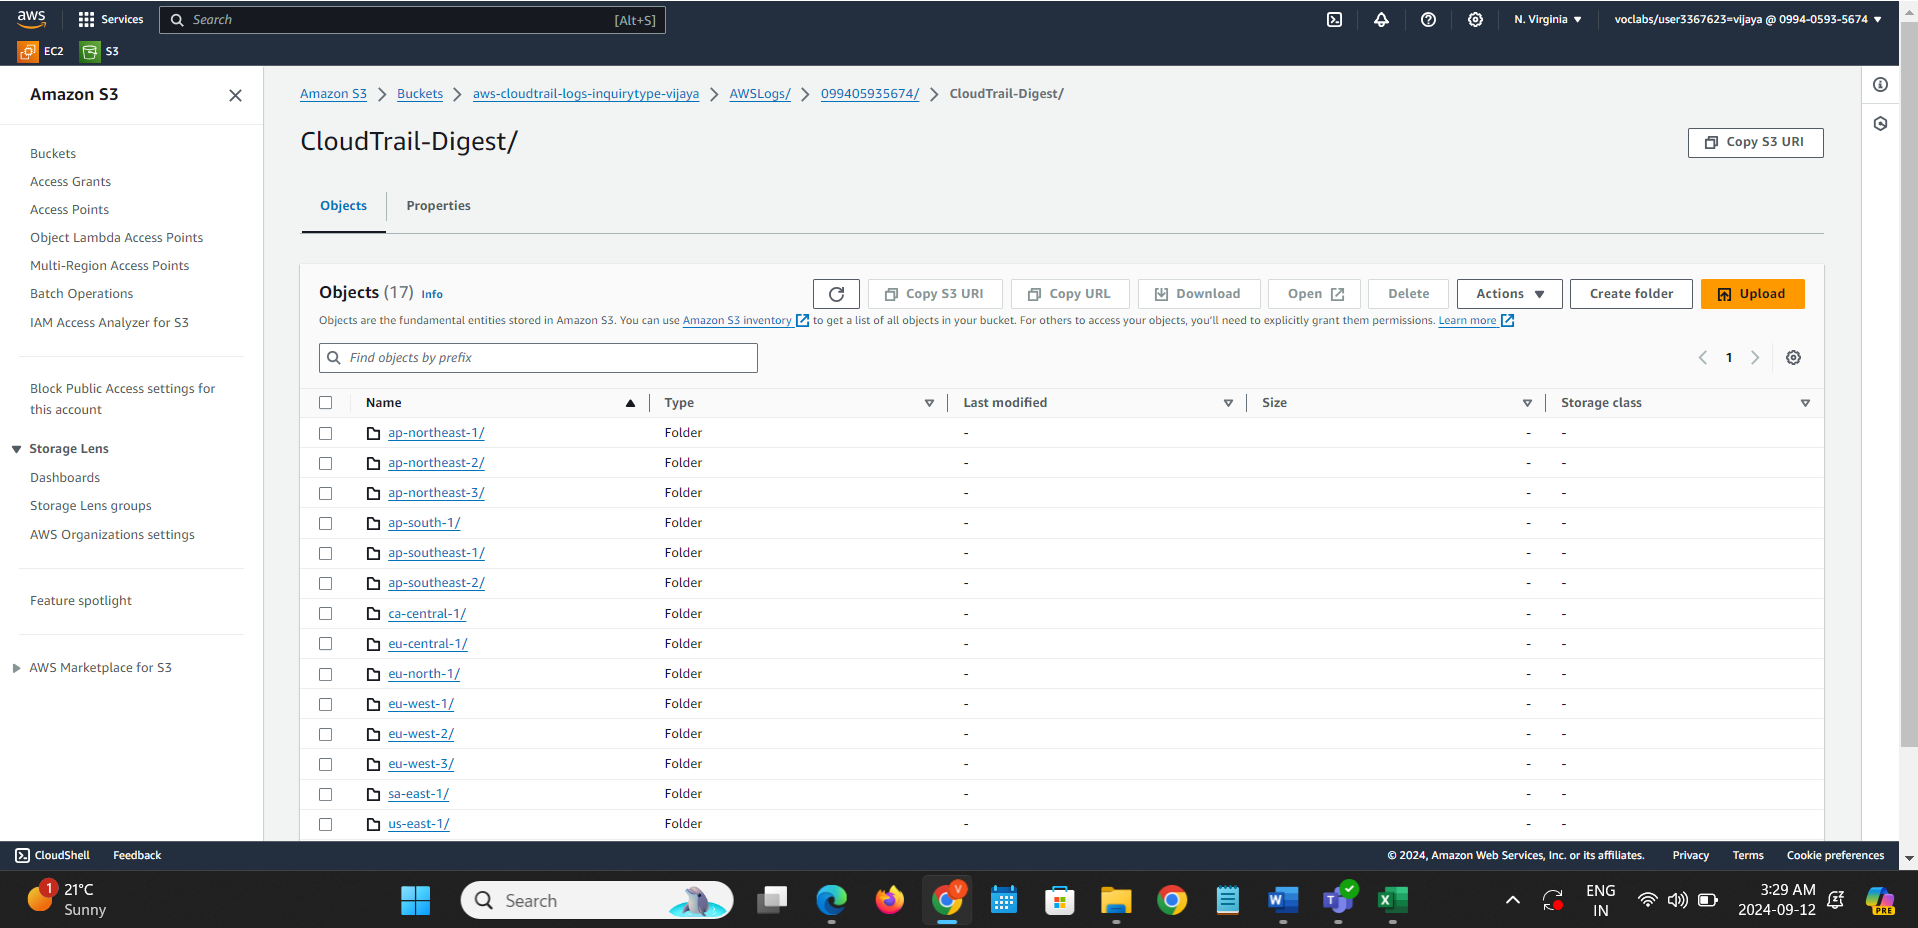 aws Services Search [Alt+S] N. Virginia ▼ voclabs/user3367623=vijaya @ 0994-0593-5674 ▼
EC2 S3
Amazon S3
Buckets
Access Grants
Access Points
Object Lambda Access Points
Multi-Region Access Points
Batch Operations
IAM Access Analyzer for S3
Block Public Access settings for
this account
Storage Lens
Dashboards
Storage Lens groups
AWS Organizations settings
Feature spotlight
AWS Marketplace for S3
Amazon S3 > Buckets > aws-cloudtrail-logs-inquirytype-vijaya > AWSLogs/ > 099405935674/ > CloudTrail-Digest/
CloudTrail-Digest/
Copy S3 URI
Objects Properties
Objects (17) Info
Copy S3 URI Copy URL Download Open Delete Actions ▼ Create folder Upload
Objects are the fundamental entities stored in Amazon S3. You can use Amazon S3 inventory to get a list of all objects in your bucket. For others to access your objects, you'll need to explicitly grant them permissions. Learn more
Find objects by prefix
< 1 >
Name Type Last modified Size Storage class
ap-northeast-1/ Folder - - -
ap-northeast-2/ Folder - - -
ap-northeast-3/ Folder - - -
ap-south-1/ Folder - - -
ap-southeast-1/ Folder - - -
ap-southeast-2/ Folder - - -
ca-central-1/ Folder - - -
eu-central-1/ Folder - - -
eu-north-1/ Folder - - -
eu-west-1/ Folder - - -
eu-west-2/ Folder - - -
eu-west-3/ Folder - - -
sa-east-1/ Folder - - -
us-east-1/ Folder - - -
CloudShell Feedback © 2024, Amazon Web Services, Inc. or its affiliates. Privacy Terms Cookie preferences
1
21°C
Sunny
Search
V
W
T
X
ENG
IN
3:29 AM
2024-09-12
PRE